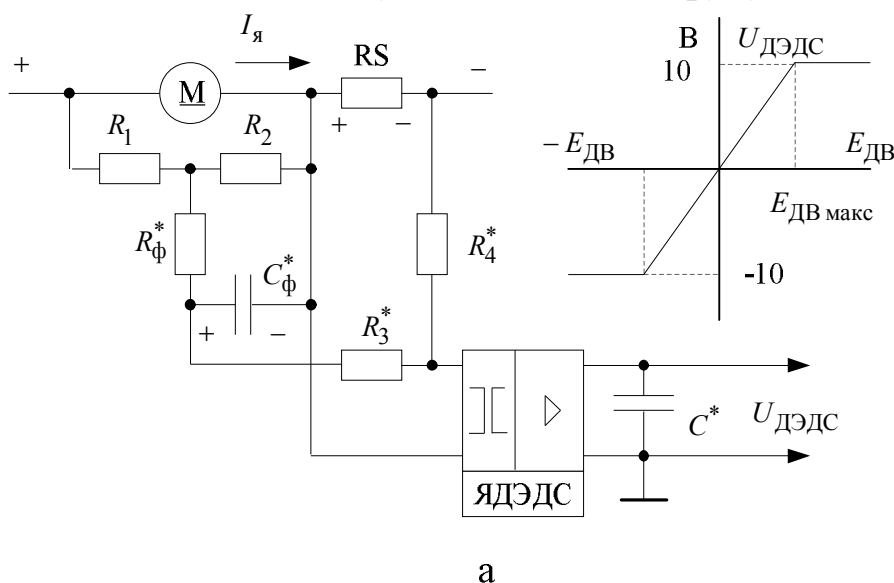 I_я
RS
+
−
M
+ −
R_1
R_2
R_ф^*
C_ф^*
+ −
R_4^*
R_3^*
ЯДЭДС
C^*
U_ДЭДС
В
U_ДЭДС
10
− E_ДВ
E_ДВ
E_ДВ макс
-10
а